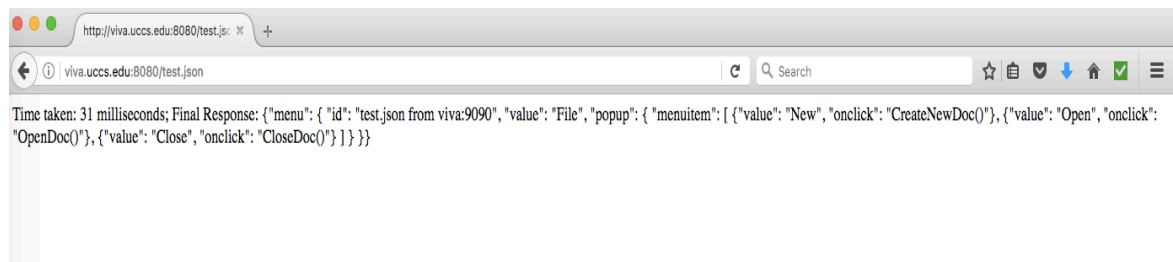 http://viva.uccs.edu:8080/test.jsc
viva.uccs.edu:8080/test.json
Search
Time taken: 31 milliseconds; Final Response: {"menu": { "id": "test.json from viva:9090", "value": "File", "popup": { "menuitem": [ {"value": "New", "onclick": "CreateNewDoc()"}, {"value": "Open", "onclick":
"OpenDoc()"}, {"value": "Close", "onclick": "CloseDoc()"} ] } }}